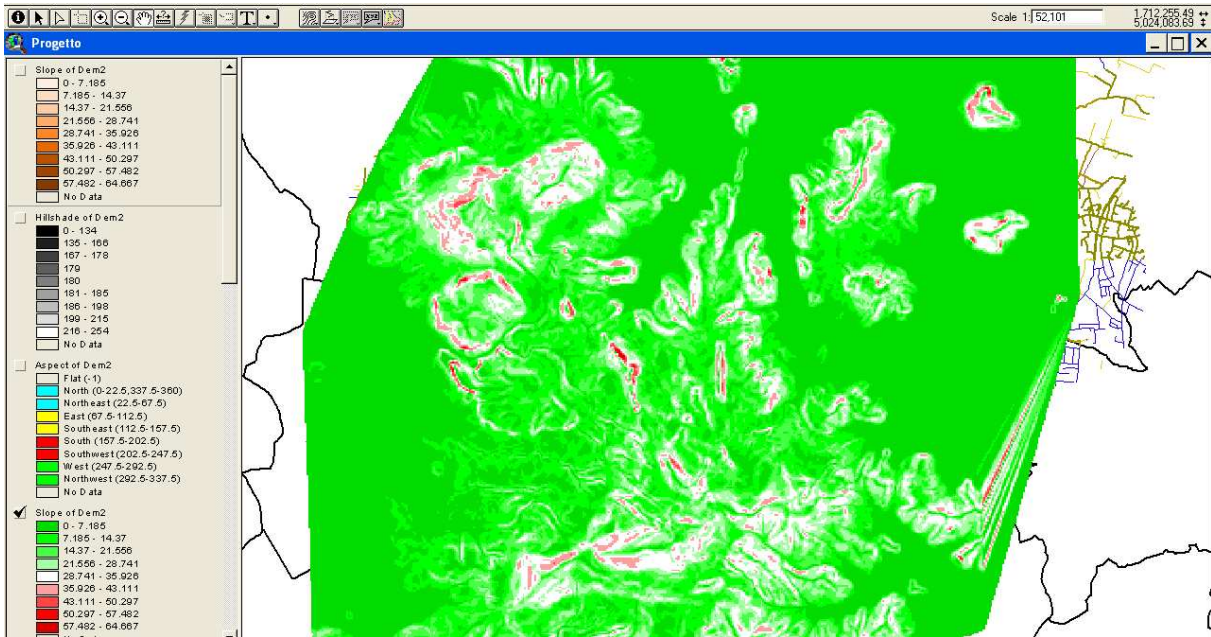 Scale 1: 52,101
1,712,255.49
5,024,083.69
Progetto
Slope of Dem2
0 - 7.185
7.185 - 14.37
14.37 - 21.556
21.556 - 28.741
28.741 - 35.926
35.926 - 43.111
43.111 - 50.297
50.297 - 57.482
57.482 - 64.667
No Data
Hillshade of Dem2
0 - 134
135 - 166
167 - 178
179
180
181 - 185
186 - 198
199 - 215
216 - 254
No Data
Aspect of Dem2
Flat (-1)
North (0-22.5,337.5-360)
Northeast (22.5-67.5)
East (67.5-112.5)
Southeast (112.5-157.5)
South (157.5-202.5)
Southwest (202.5-247.5)
West (247.5-292.5)
Northwest (292.5-337.5)
No Data
Slope of Dem2
0 - 7.185
7.185 - 14.37
14.37 - 21.556
21.556 - 28.741
28.741 - 35.926
35.926 - 43.111
43.111 - 50.297
50.297 - 57.482
57.482 - 64.667